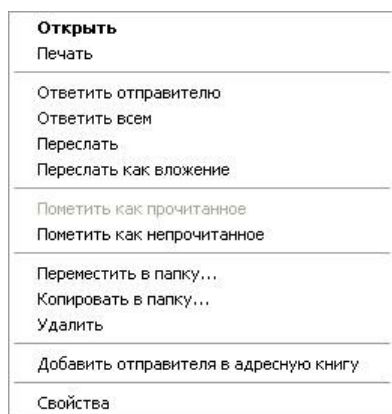 Открыть
Печать
Ответить отправителю
Ответить всем
Переслать
Переслать как вложение
Пометить как прочитанное
Пометить как непрочитанное
Переместить в папку...
Копировать в папку...
Удалить
Добавить отправителя в адресную книгу
Свойства